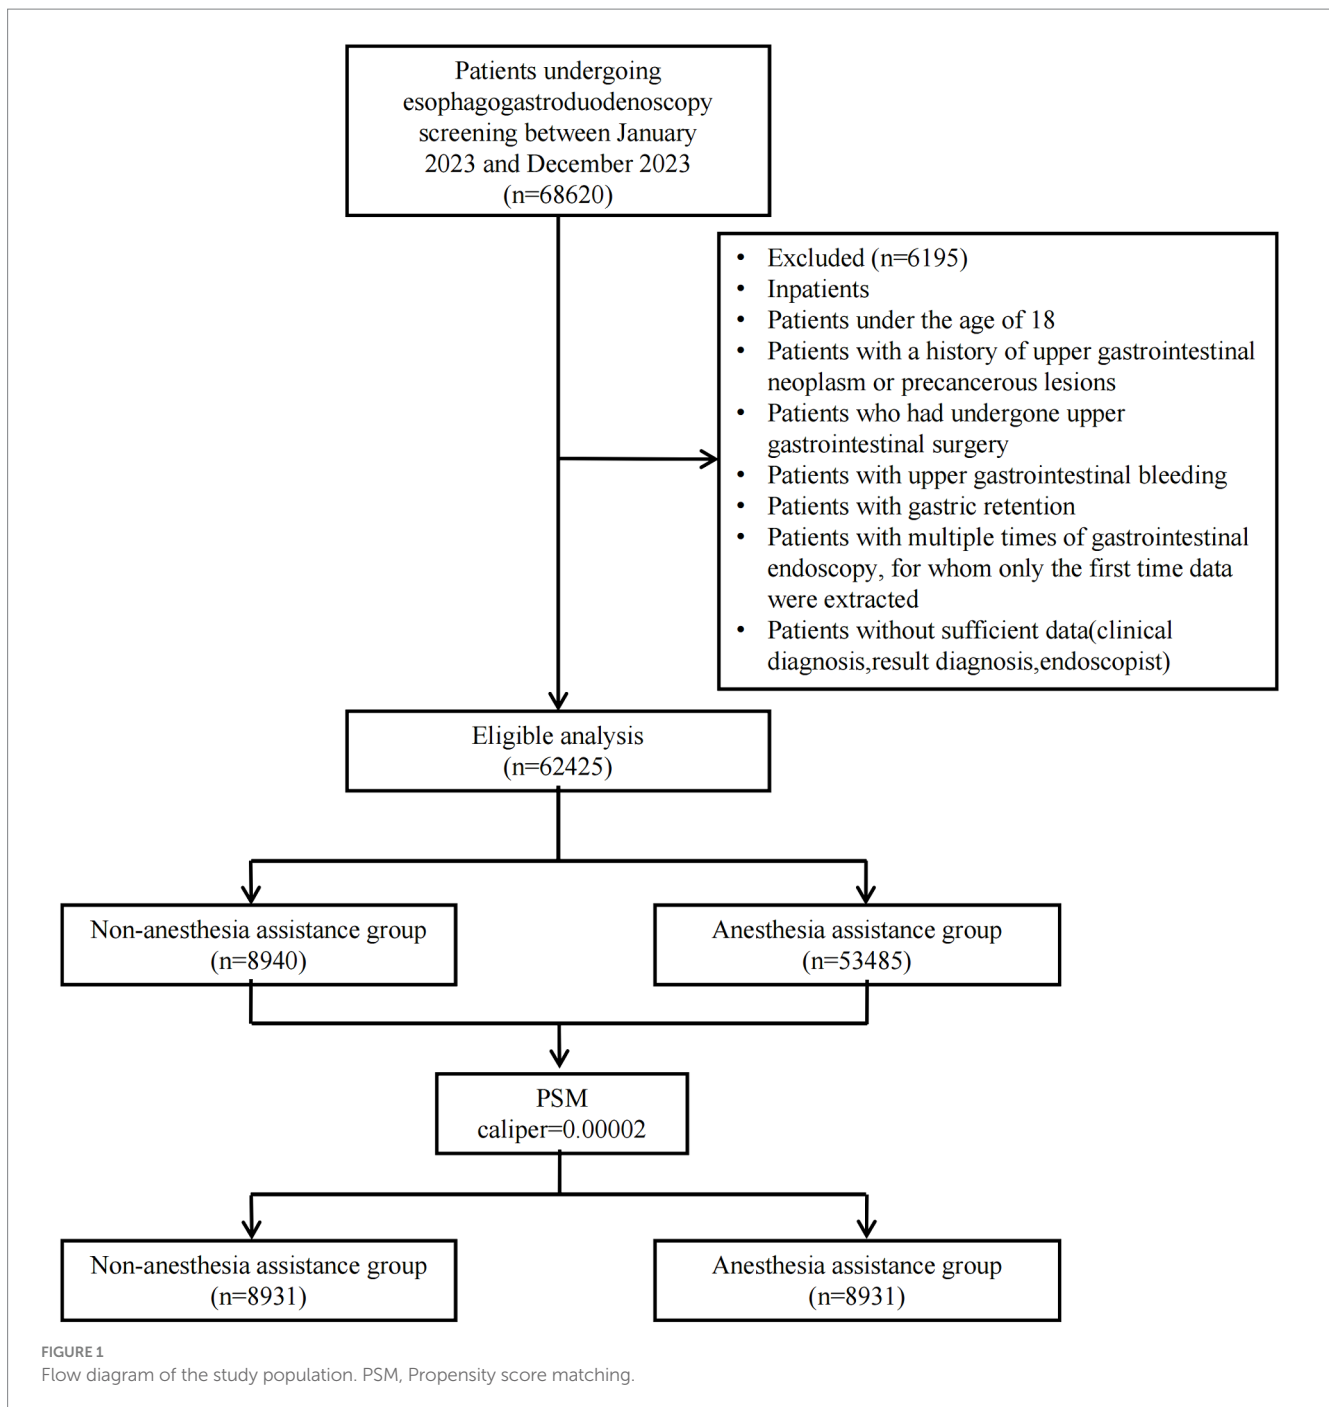 Patients undergoing
esophagogastroduodenoscopy
screening between January
2023 and December 2023
(n=68620)
• Excluded (n=6195)
• Inpatients
• Patients under the age of 18
• Patients with a history of upper gastrointestinal
neoplasm or precancerous lesions
• Patients who had undergone upper
gastrointestinal surgery
• Patients with upper gastrointestinal bleeding
• Patients with gastric retention
• Patients with multiple times of gastrointestinal
endoscopy, for whom only the first time data
were extracted
• Patients without sufficient data(clinical
diagnosis,result diagnosis,endoscopist)
Eligible analysis
(n=62425)
Non-anesthesia assistance group
(n=8940)
Anesthesia assistance group
(n=53485)
PSM
caliper=0.00002
Non-anesthesia assistance group
(n=8931)
Anesthesia assistance group
(n=8931)
FIGURE 1
Flow diagram of the study population. PSM, Propensity score matching.